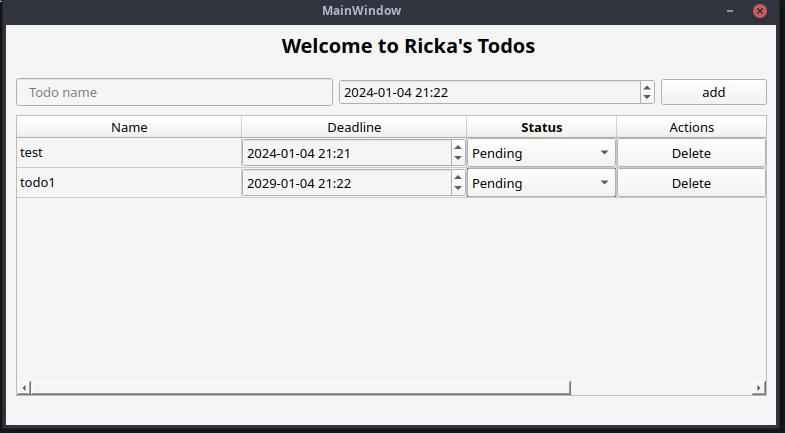 MainWindow
Welcome to Ricka's Todos
Todo name 2024-01-04 21:22 add
Name Deadline Status Actions
test 2024-01-04 21:21 Pending Delete
todo1 2029-01-04 21:22 Pending Delete